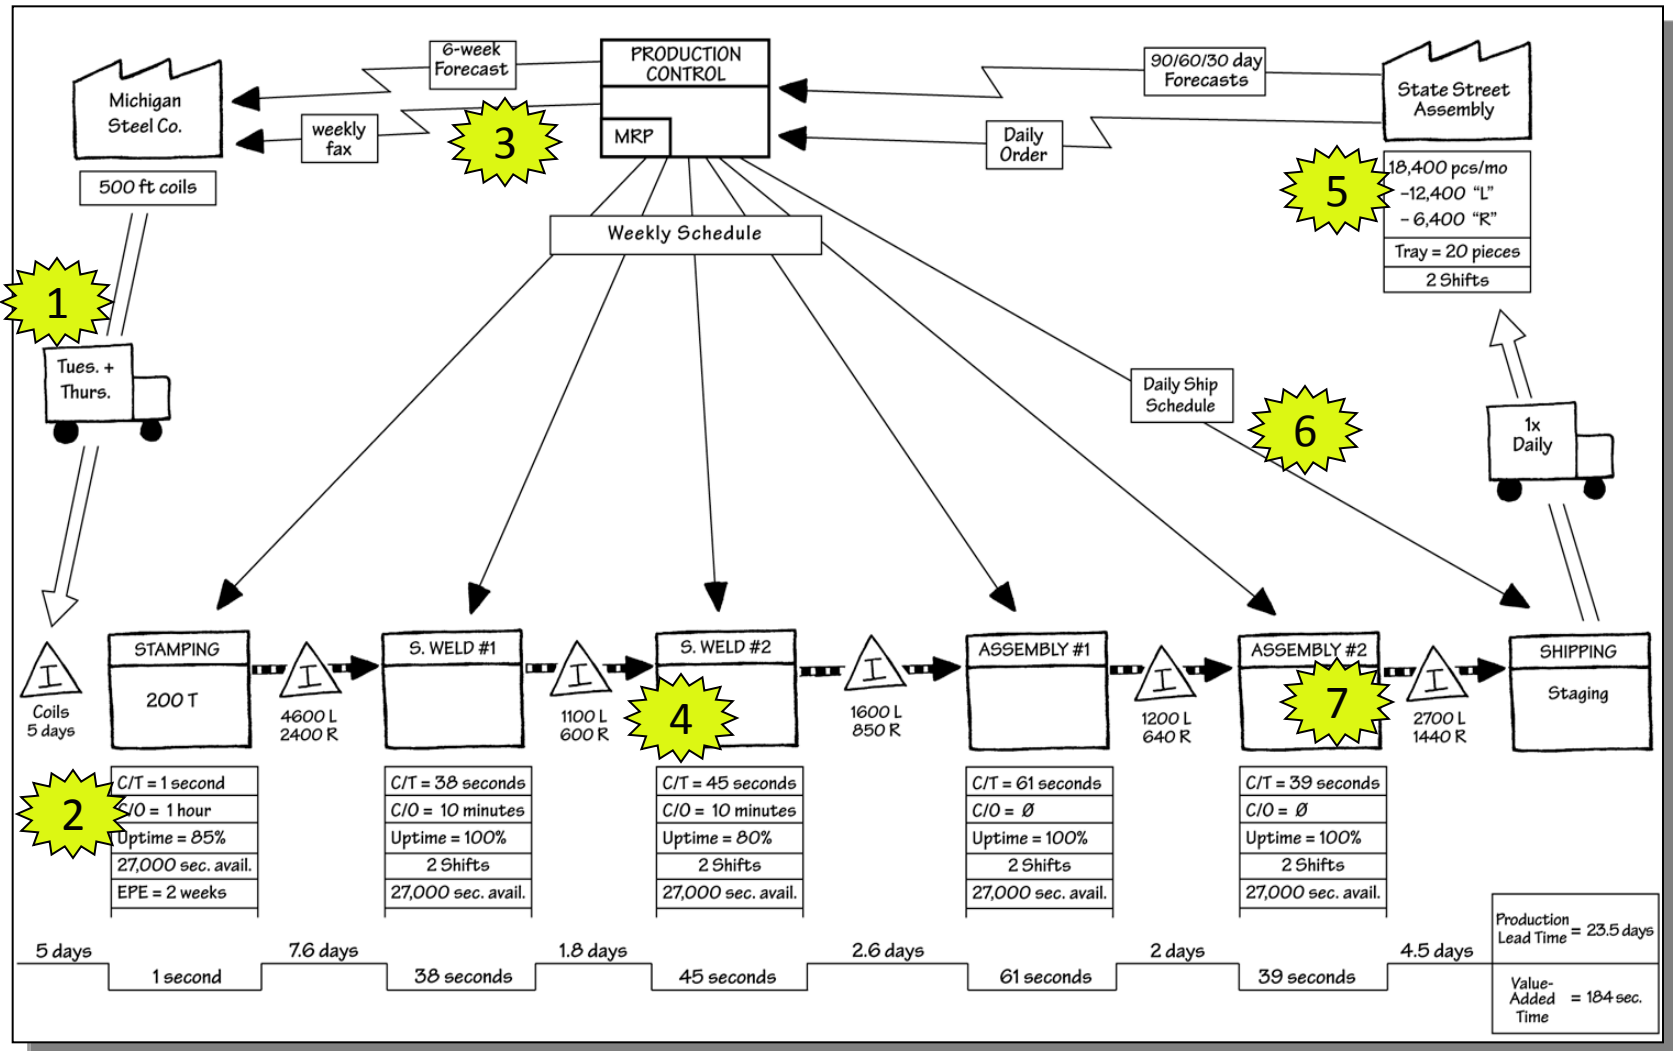 6-week
Forecast
PRODUCTION
CONTROL
MRP
90/60/30 day
Forecasts
State Street
Assembly
Michigan
Steel Co.
weekly
fax
3
Daily
Order
500 ft coils
5
18,400 pcs/mo
-12,400 "L"
- 6,400 "R"
Tray = 20 pieces
2 Shifts
Weekly Schedule
1
Tues. +
Thurs.
Daily Ship
Schedule
6
1x
Daily
Coils
5 days
STAMPING
200 T
4600 L
2400 R
S. WELD #1
1100 L
600 R
S. WELD #2
4
1600 L
850 R
ASSEMBLY #1
1200 L
640 R
ASSEMBLY #2
7
2700 L
1440 R
SHIPPING
Staging
I
I
I
I
I
I
2
C/T = 1 second
C/O = 1 hour
Uptime = 85%
27,000 sec. avail.
EPE = 2 weeks
C/T = 38 seconds
C/O = 10 minutes
Uptime = 100%
2 Shifts
27,000 sec. avail.
C/T = 45 seconds
C/O = 10 minutes
Uptime = 80%
2 Shifts
27,000 sec. avail.
C/T = 61 seconds
C/O = Ø
Uptime = 100%
2 Shifts
27,000 sec. avail.
C/T = 39 seconds
C/O = Ø
Uptime = 100%
2 Shifts
27,000 sec. avail.
5 days
1 second
7.6 days
38 seconds
1.8 days
45 seconds
2.6 days
61 seconds
2 days
39 seconds
4.5 days
Production
Lead Time = 23.5 days
Value-
Added = 184 sec.
Time